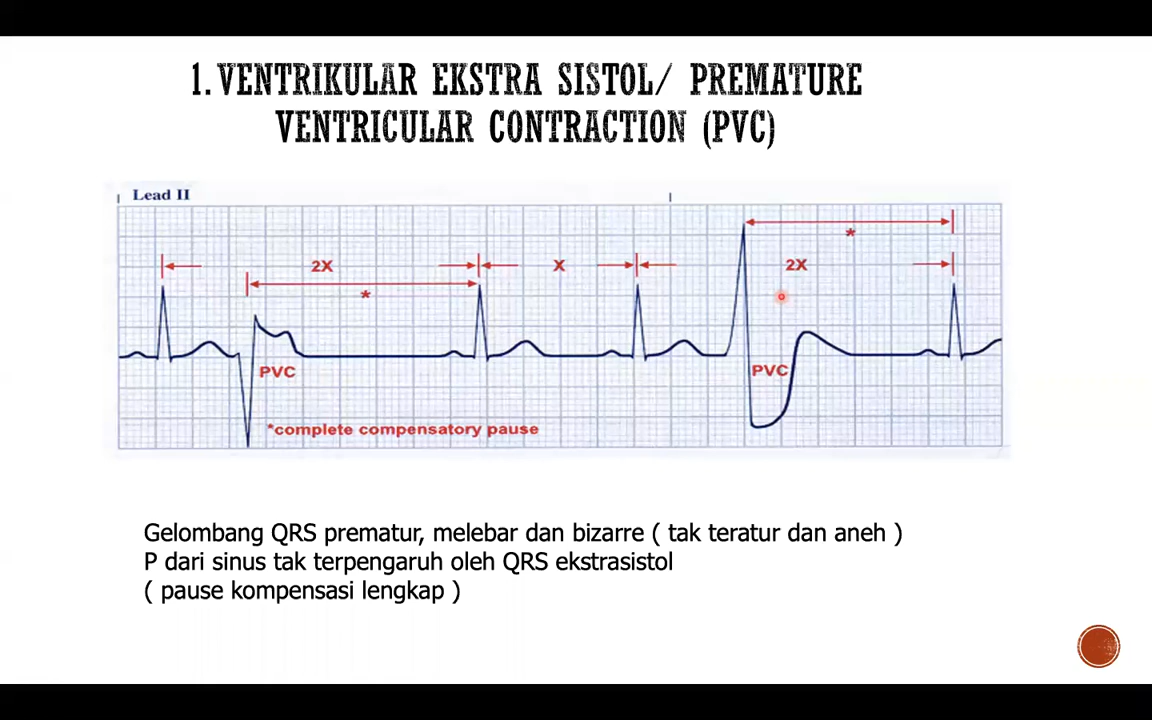 1. VENTRIKULAR EKSTRA SISTOL/ PREMATURE
VENTRICULAR CONTRACTION (PVC)
Lead II
*
2X
X
2X
*
PVC
PVC
*complete compensatory pause
Gelombang QRS prematur, melebar dan bizarre ( tak teratur dan aneh )
P dari sinus tak terpengaruh oleh QRS ekstrasistol
( pause kompensasi lengkap )